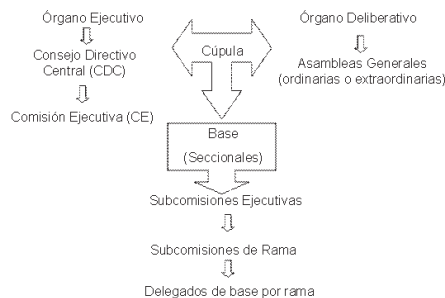 Órgano Ejecutivo
Órgano Deliberativo
Cúpula
Consejo Directivo
Central (CDC)
Asambleas Generales
(ordinarias o extraordinarias)
Comisión Ejecutiva (CE)
Base
(Seccionales)
Subcomisiones Ejecutivas
Subcomisiones de Rama
Delegados de base por rama